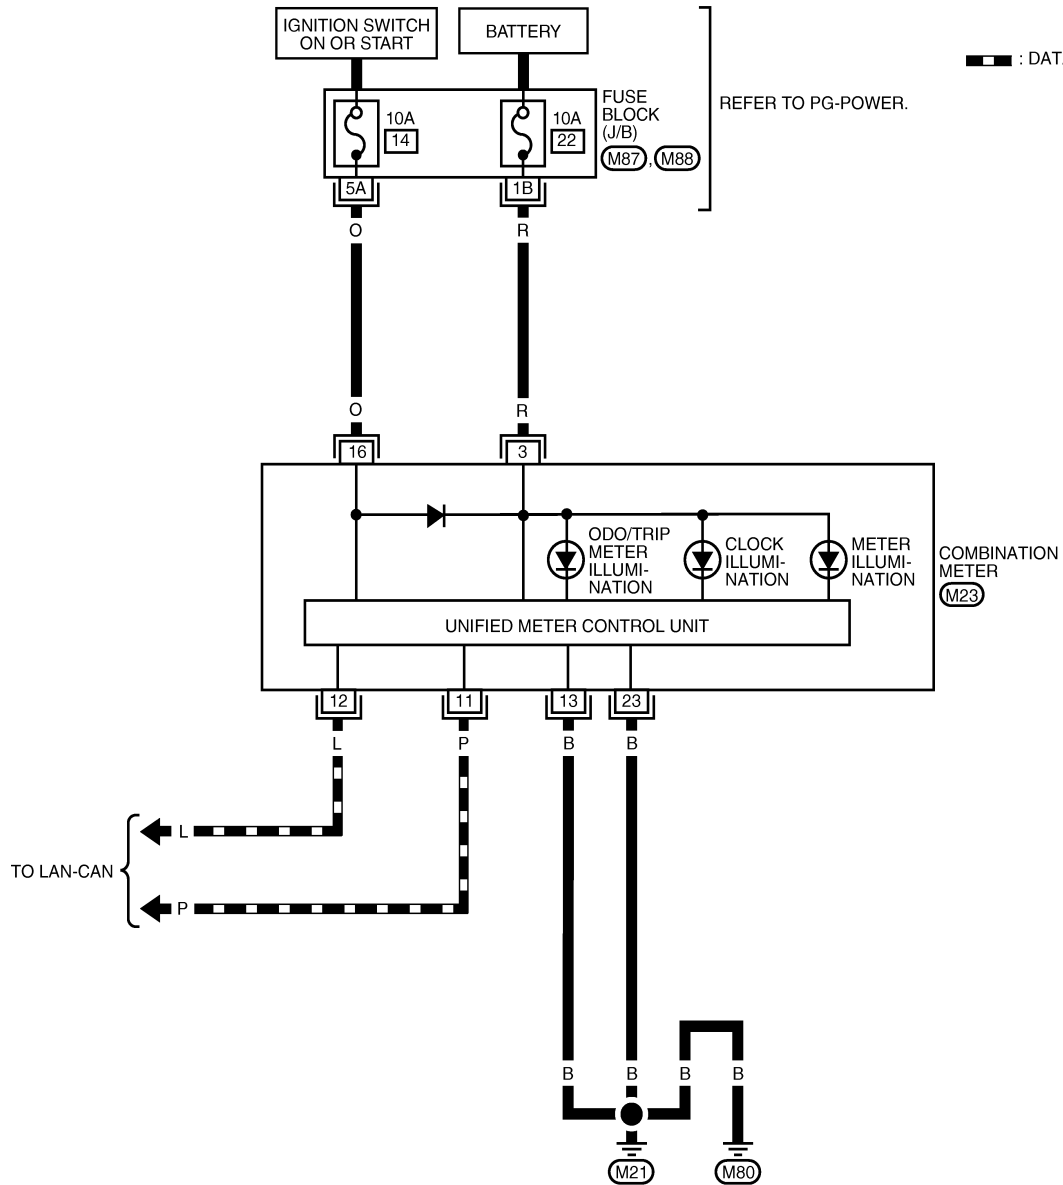 IGNITION SWITCH
ON OR START
BATTERY
: DAT
10A
14
10A
22
FUSE
BLOCK
(J/B)
M87 , M88
REFER TO PG-POWER.
5A
1B
O
R
O
R
16
3
ODO/TRIP
METER
ILLUMI-
NATION
CLOCK
ILLUMI-
NATION
METER
ILLUMI-
NATION
COMBINATION
METER
M23
UNIFIED METER CONTROL UNIT
12
11
13
23
L
P
B
B
L
TO LAN-CAN
P
B
B
B
B
M21
M80